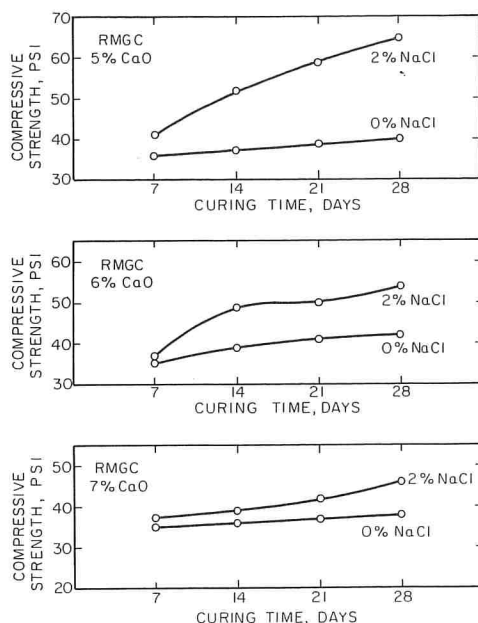 COMPRESSIVE
STRENGTH, PSI
70
60
50
40
30
RMGC
5% CaO
2% NaCl
0% NaCl
7
14
21
28
CURING TIME, DAYS
COMPRESSIVE
STRENGTH, PSI
60
50
40
30
RMGC
6% CaO
2% NaCl
0% NaCl
7
14
21
28
CURING TIME, DAYS
COMPRESSIVE
STRENGTH, PSI
50
40
30
20
RMGC
7% CaO
2% NaCl
0% NaCl
7
14
21
28
CURING TIME, DAYS